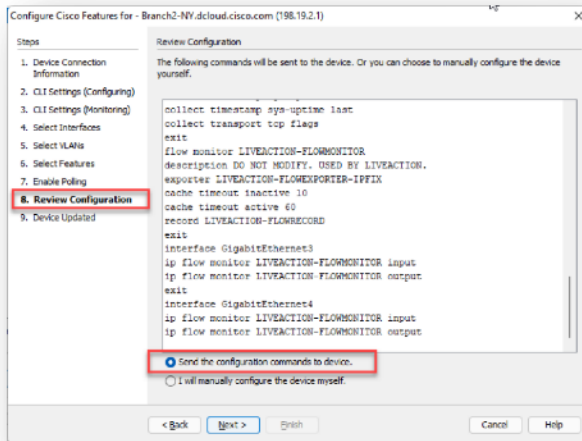 Configure Cisco Features for - Branch2-NY.dcloud.cisco.com (198.19.2.1)
Steps
1. Device Connection
Information
2. CLI Settings (Configuring)
3. CLI Settings (Monitoring)
4. Select Interfaces
5. Select VLANs
6. Select Features
7. Enable Polling
8. Review Configuration
9. Device Updated
Review Configuration
The following commands will be sent to the device. Or you can choose to manually configure the device
yourself.
collect timestamp sys-uptime last
collect transport tcp flags
exit
flow monitor LIVEACTION-FLOWMONITOR
description DO NOT MODIFY. USED BY LIVEACTION.
exporter LIVEACTION-FLOWEXPORTER-IPFIX
cache timeout inactive 10
cache timeout active 60
record LIVEACTION-FLOWRECORD
exit
interface GigabitEthernet3
ip flow monitor LIVEACTION-FLOWMONITOR input
ip flow monitor LIVEACTION-FLOWMONITOR output
exit
interface GigabitEthernet4
ip flow monitor LIVEACTION-FLOWMONITOR input
ip flow monitor LIVEACTION-FLOWMONITOR output
Send the configuration commands to device.
I will manually configure the device myself.
< Back
Next >
Finish
Cancel
Help